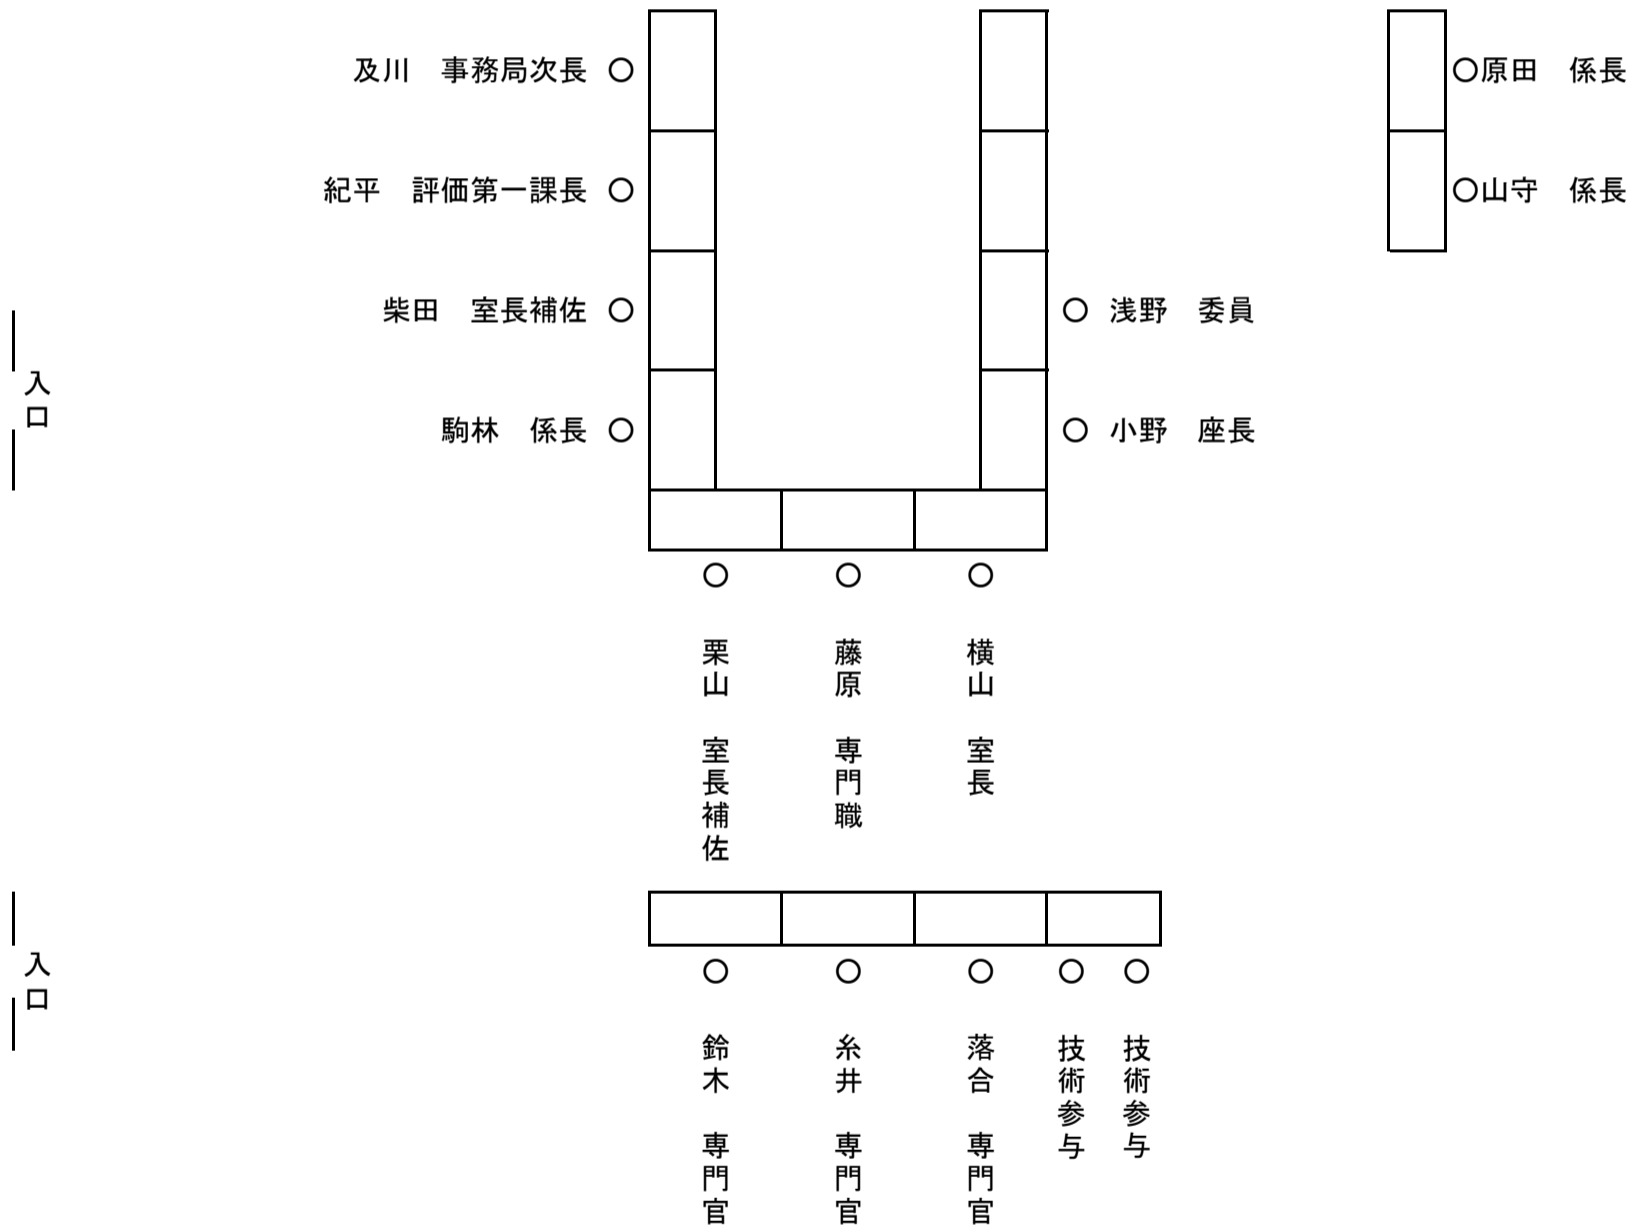 及川　事務局次長　○
○原田　係長
紀平　評価第一課長　○
○山守　係長
柴田　室長補佐　○
○　浅野　委員
入口
駒林　係長　○
○　小野　座長
○　○　○
栗山　室長補佐
藤原　専門職
横山　室長
入口
○　○　○　○　○
鈴木　専門官
糸井　専門官
落合　専門官
技術参与
技術参与